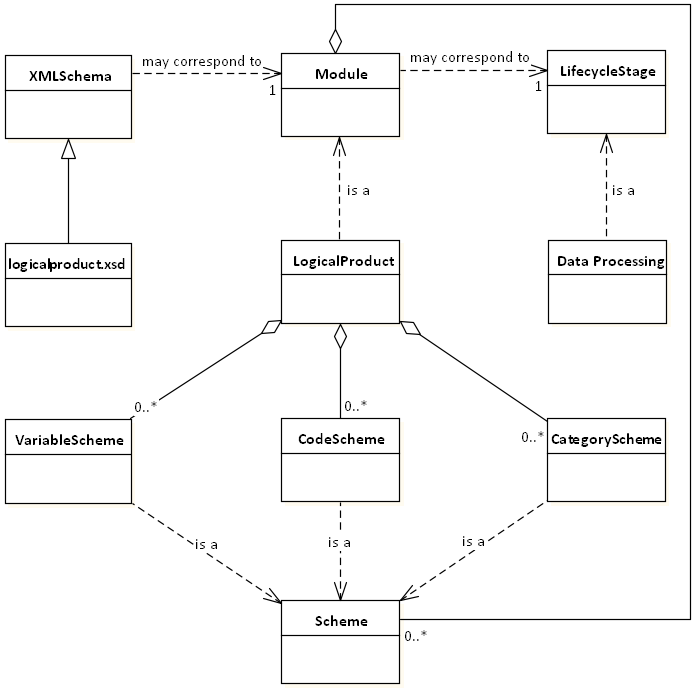 XMLSchema
may correspond to
1
Module
may correspond to
1
LifecycleStage
is a
is a
logicalproduct.xsd
LogicalProduct
Data Processing
0..*
0..*
0..*
VariableScheme
CodeScheme
CategoryScheme
is a
is a
is a
Scheme
0..*